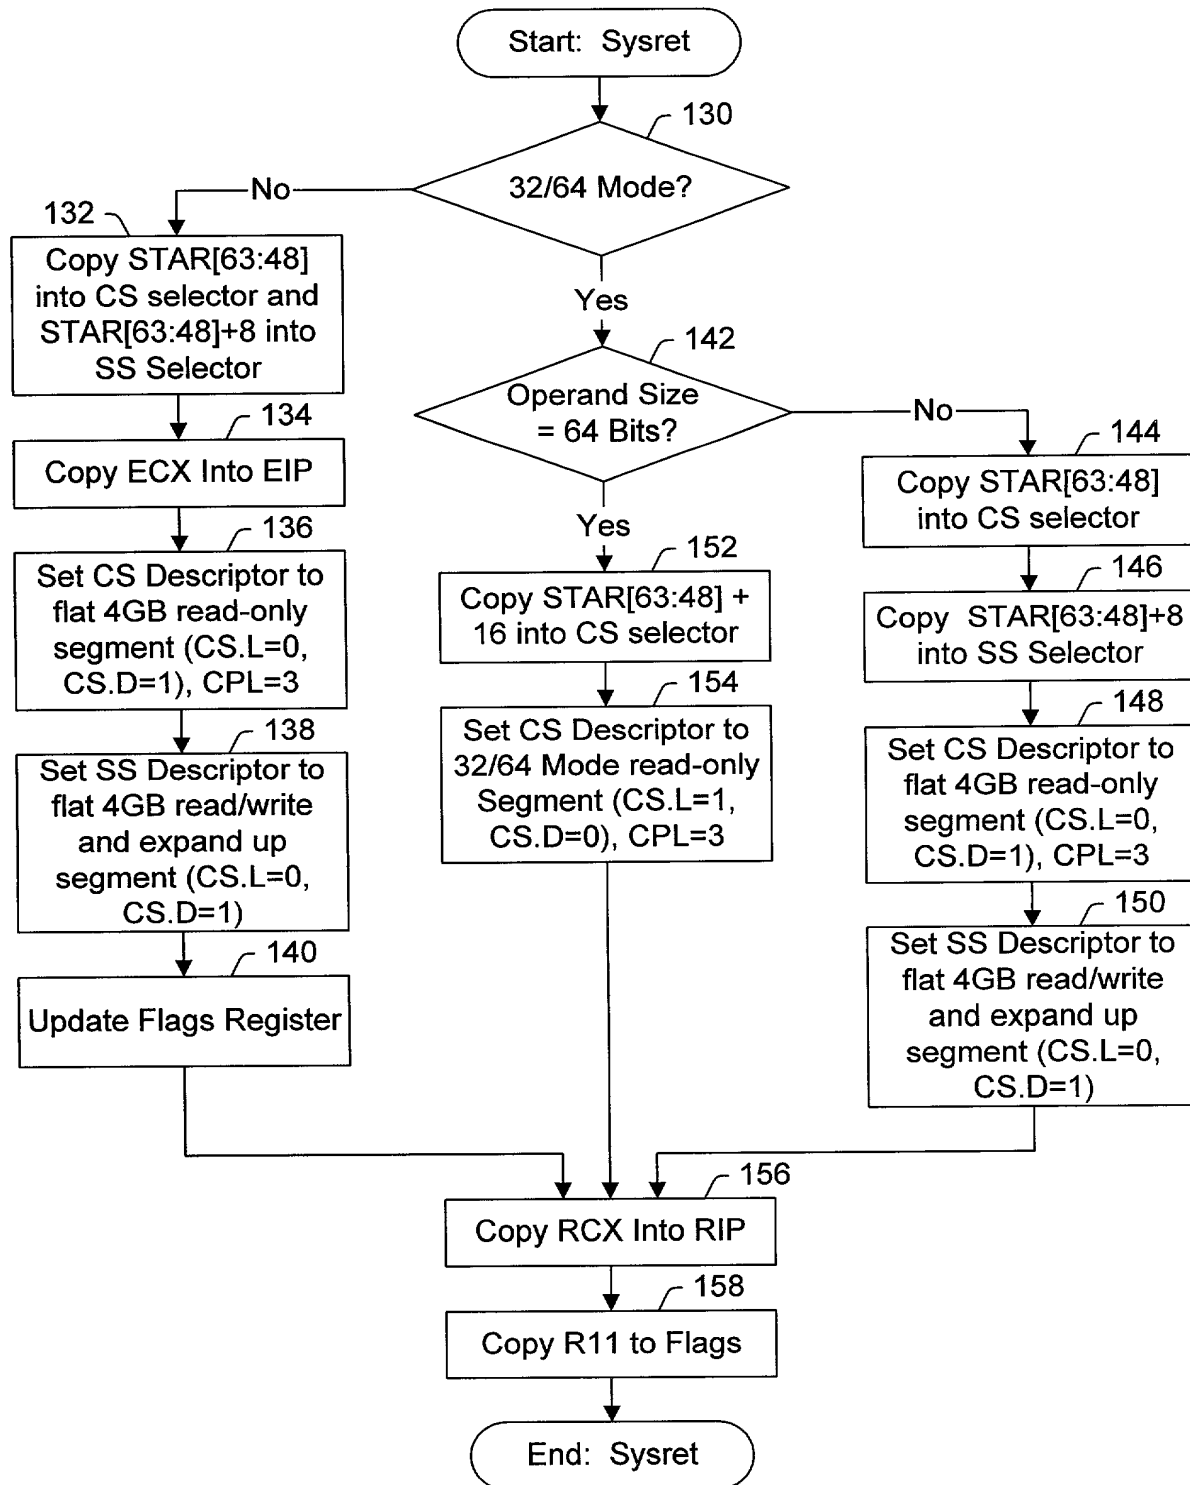 Start: Sysret
130
32/64 Mode?
No
Yes
132
Copy STAR[63:48]
into CS selector and
STAR[63:48]+8 into
SS Selector
134
Copy ECX Into EIP
136
Set CS Descriptor to
flat 4GB read-only
segment (CS.L=0,
CS.D=1), CPL=3
138
Set SS Descriptor to
flat 4GB read/write
and expand up
segment (CS.L=0,
CS.D=1)
140
Update Flags Register
142
Operand Size
= 64 Bits?
No
Yes
152
Copy STAR[63:48] +
16 into CS selector
154
Set CS Descriptor to
32/64 Mode read-only
Segment (CS.L=1,
CS.D=0), CPL=3
144
Copy STAR[63:48]
into CS selector
146
Copy STAR[63:48]+8
into SS Selector
148
Set CS Descriptor to
flat 4GB read-only
segment (CS.L=0,
CS.D=1), CPL=3
150
Set SS Descriptor to
flat 4GB read/write
and expand up
segment (CS.L=0,
CS.D=1)
156
Copy RCX Into RIP
158
Copy R11 to Flags
End: Sysret